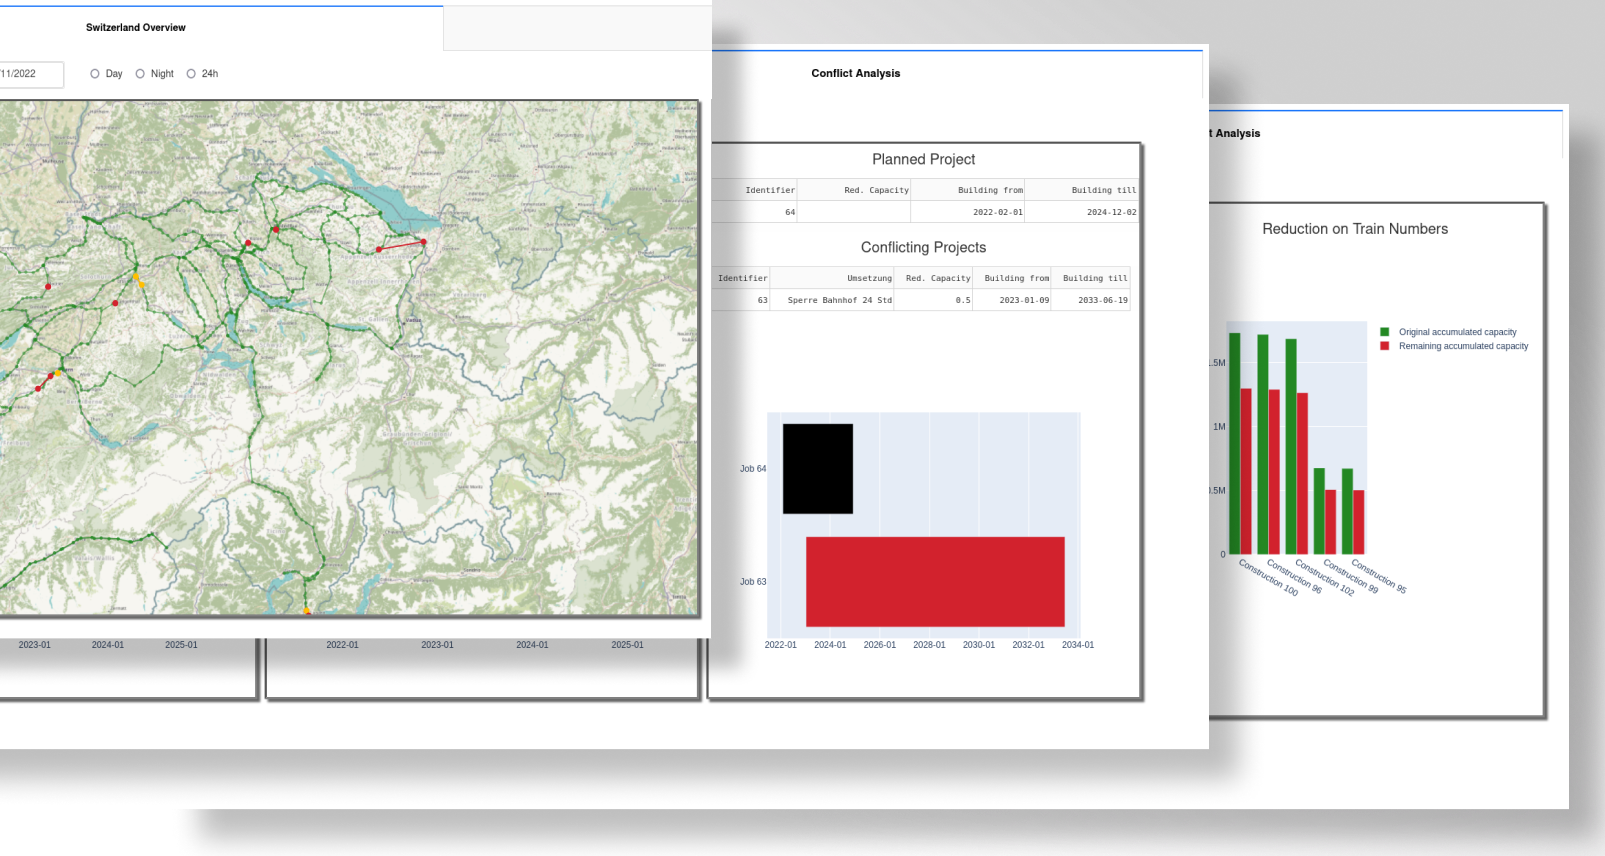 Switzerland Overview
/11/2022
Day
Night
24h
2023-01
2024-01
2025-01
2022-01
2023-01
2024-01
2025-01
Conflict Analysis
Planned Project
Identifier Red. Capacity Building from Building till
64 2022-02-01 2024-12-02
Conflicting Projects
Identifier Umsetzung Red. Capacity Building from Building till
63 Sperre Bahnhof 24 Std 0.5 2023-01-09 2033-06-19
Job 64
Job 63
2022-01 2024-01 2026-01 2028-01 2030-01 2032-01 2034-01
t Analysis
Reduction on Train Numbers
Original accumulated capacity
Remaining accumulated capacity
.5M
1M
.5M
0
Construction 100
Construction 96
Construction 102
Construction 99
Construction 95